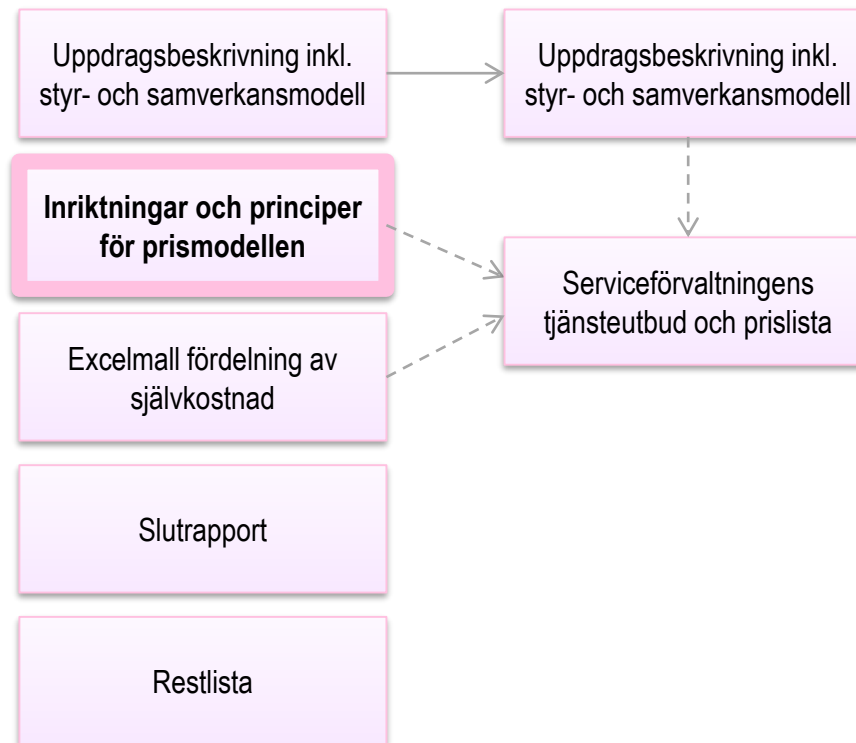 Uppdragsbeskrivning inkl.
styr- och samverkansmodell
Uppdragsbeskrivning inkl.
styr- och samverkansmodell
Inriktningar och principer
för prismodellen
Serviceförvaltningens
tjänsteutbud och prislista
Excelmall fördelning av
självkostnad
Slutrapport
Restlista